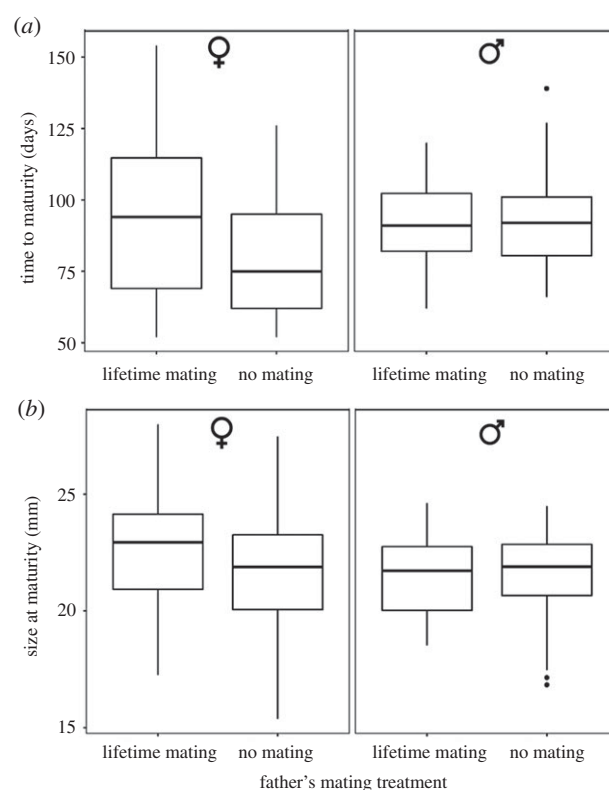 (a)
♀ ♂
time to maturity (days)
150
125
100
75
50
lifetime mating no mating lifetime mating no mating
(b)
♀ ♂
size at maturity (mm)
25
20
15
lifetime mating no mating lifetime mating no mating
father's mating treatment